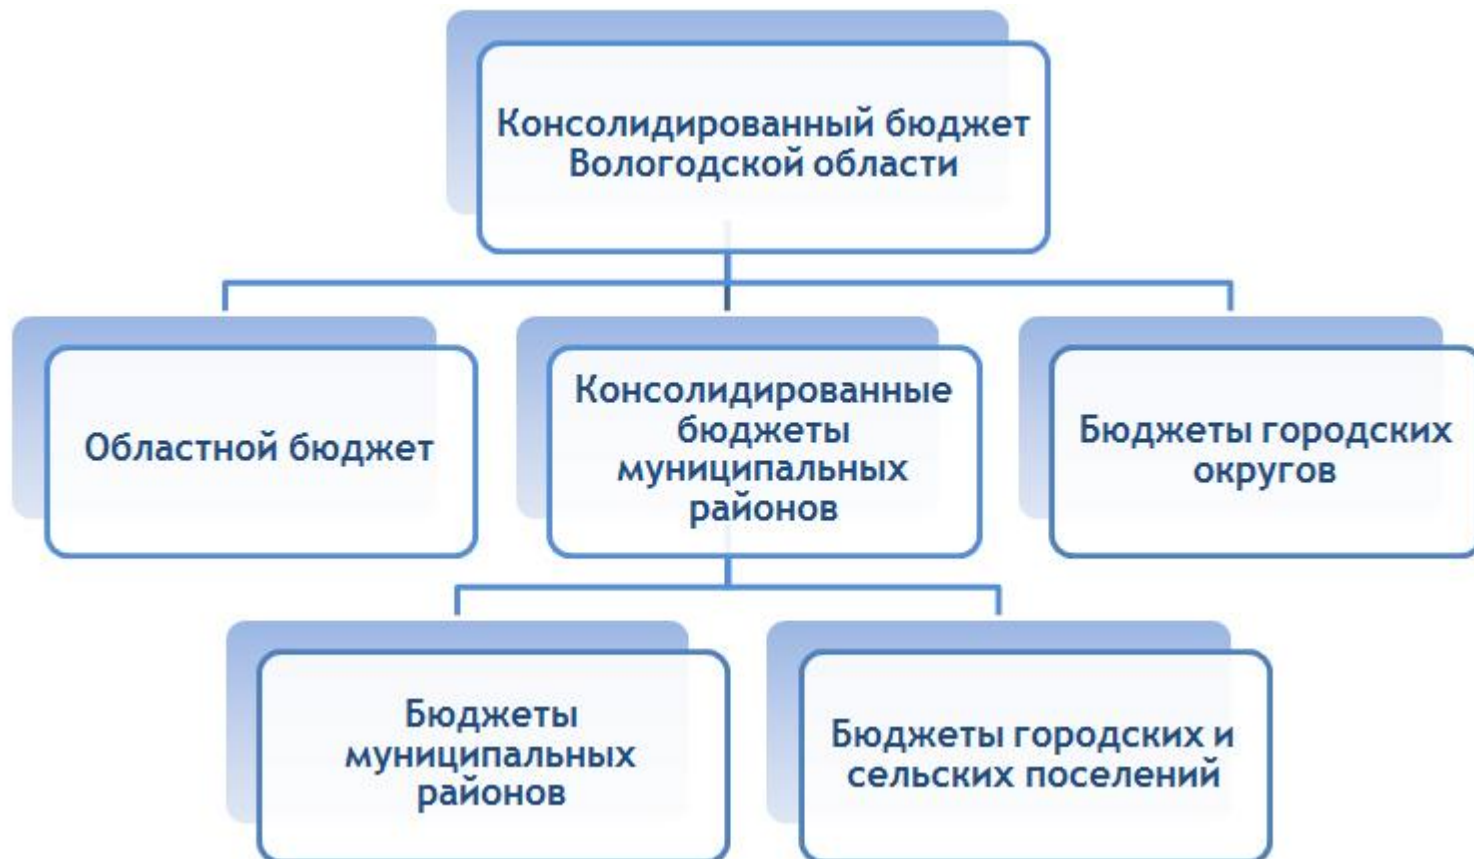 Консолидированный бюджет
Вологодской области
Областной бюджет
Консолидированные
бюджеты
муниципальных
районов
Бюджеты городских
округов
Бюджеты
муниципальных
районов
Бюджеты городских и
сельских поселений